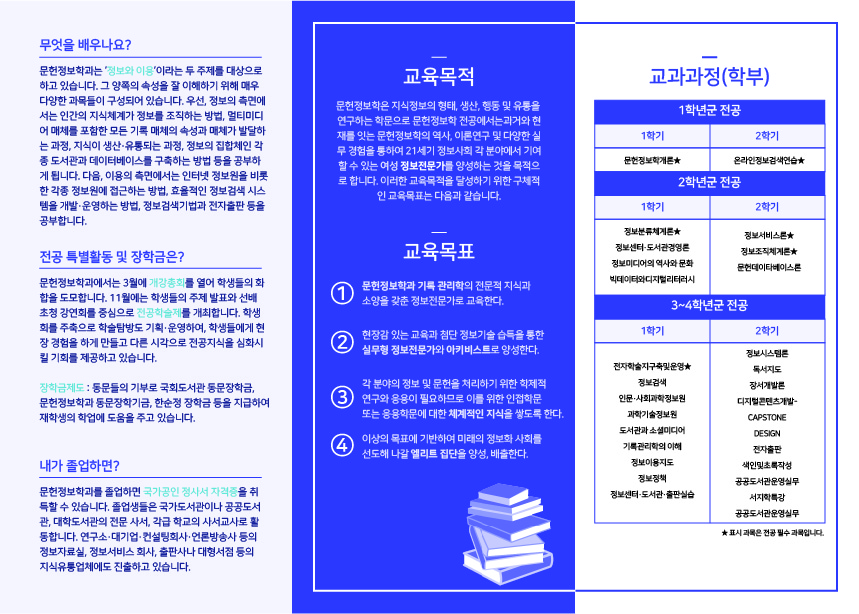 무엇을 배우나요?
문헌정보학과는 '정보와 이용'이라는 두 주제를 대상으로
하고 있습니다. 그 양쪽의 속성을 잘 이해하기 위해 매우
다양한 과목들이 구성되어 있습니다. 우선, 정보의 측면에
서는 인간의 지식체계가 정보를 조직하는 방법, 멀티미디
어 매체를 포함한 모든 기록 매체의 속성과 매체가 발달하
는 과정, 지식이 생산·유통되는 과정, 정보의 집합체인 각
종 도서관과 데이터베이스를 구축하는 방법 등을 공부하
게 됩니다. 다음, 이용의 측면에서는 인터넷 정보원을 비롯
한 각종 정보원에 접근하는 방법, 효율적인 정보검색 시스
템을 개발·운영하는 방법, 정보검색기법과 전자출판 등을
공부합니다.
전공 특별활동 및 장학금은?
문헌정보학과에서는 3월에 개강총회를 열어 학생들의 화
합을 도모합니다. 11월에는 학생들의 주제 발표와 선배
초청 강연회를 중심으로 전공학술제를 개최합니다. 학생
회를 주축으로 학술탐방도 기획·운영하여, 학생들에게 현
장 경험을 하게 만들고 다른 시각으로 전공지식을 심화시
킬 기회를 제공하고 있습니다.
장학금제도 : 동문들의 기부로 국회도서관 동문장학금,
문헌정보학과 동문장학기금, 한순정 장학금 등을 지급하여
재학생의 학업에 도움을 주고 있습니다.
내가 졸업하면?
문헌정보학과를 졸업하면 국가공인 정사서 자격증을 취
득할 수 있습니다. 졸업생들은 국가도서관이나 공공도서
관, 대학도서관의 전문 사서, 각급 학교의 사서교사로 활
동합니다. 연구소·대기업·컨설팅회사·언론방송사 등의
정보자료실, 정보서비스 회사, 출판사나 대형서점 등의
지식유통업체에도 진출하고 있습니다.
교육목적
문헌정보학은 지식정보의 형태, 생산, 행동 및 유통을
연구하는 학문으로 문헌정보학 전공에서는과거와 현
재를 잇는 문헌정보학의 역사, 이론연구 및 다양한 실
무 경험을 통하여 21세기 정보사회 각 분야에서 기여
할 수 있는 여성 정보전문가를 양성하는 것을 목적으
로 합니다. 이러한 교육목적을 달성하기 위한 구체적
인 교육목표는 다음과 같습니다.
교육목표
① 문헌정보학과 기록 관리학의 전문적 지식과
소양을 갖춘 정보전문가로 교육한다.
② 현장감 있는 교육과 첨단 정보기술 습득을 통한
실무형 정보전문가와 아키비스트로 양성한다.
③ 각 분야의 정보 및 문헌을 처리하기 위한 학제적
연구와 응용이 필요하므로 이를 위한 인접학문
또는 응용학문에 대한 체계적인 지식을 쌓도록 한다.
④ 이상의 목표에 기반하여 미래의 정보화 사회를
선도해 나갈 엘리트 집단을 양성, 배출한다.
교과과정(학부)
1학년군 전공
1학기 2학기
문헌정보학개론★ 온라인정보검색연습★
2학년군 전공
1학기 2학기
정보분류체계론★
정보센터·도서관경영론
정보미디어의 역사와 문화
빅테이터와디지털리터러시
정보서비스론★
정보조직체계론★
문헌데이타베이스론
3~4학년군 전공
1학기 2학기
전자학술지구축및운영★
정보검색
인문·사회과학정보원
과학기술정보원
도서관과 소셜미디어
기록관리학의 이해
정보이용지도
정보정책
정보센터·도서관·출판실습
정보시스템론
독서지도
장서개발론
디지털콘텐츠개발-
CAPSTONE
DESIGN
전자출판
색인및초록작성
공공도서관운영실무
서지학특강
공공도서관운영실무
★ 표시 과목은 전공 필수 과목입니다.